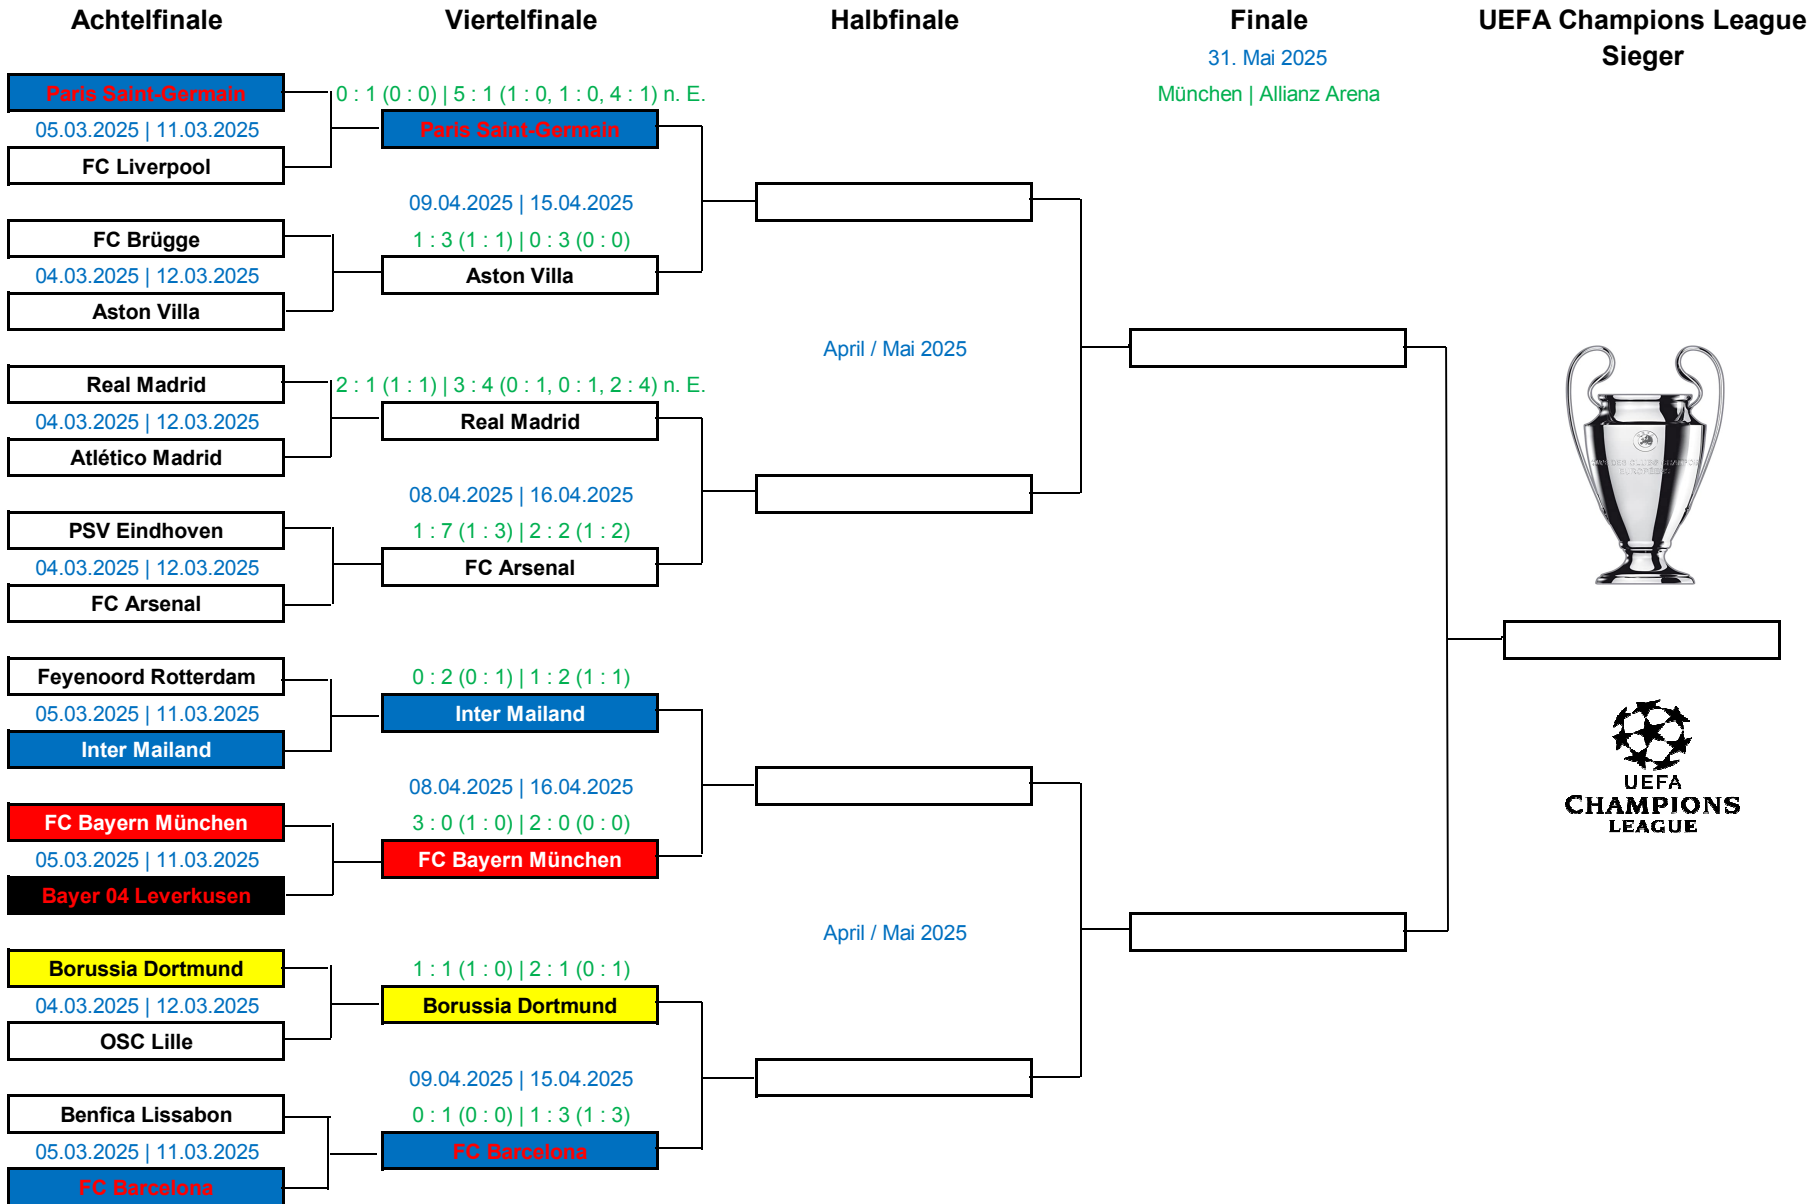 Achtelfinale
Viertelfinale
Halbfinale
Finale
UEFA Champions League
Sieger
31. Mai 2025
München | Allianz Arena
Paris Saint-Germain
0 : 1 (0 : 0) | 5 : 1 (1 : 0, 1 : 0, 4 : 1) n. E.
05.03.2025 | 11.03.2025
Paris Saint-Germain
FC Liverpool
09.04.2025 | 15.04.2025
FC Brügge
1 : 3 (1 : 1) | 0 : 3 (0 : 0)
04.03.2025 | 12.03.2025
Aston Villa
Aston Villa
April / Mai 2025
Real Madrid
2 : 1 (1 : 1) | 3 : 4 (0 : 1, 0 : 1, 2 : 4) n. E.
04.03.2025 | 12.03.2025
Real Madrid
Atlético Madrid
08.04.2025 | 16.04.2025
PSV Eindhoven
1 : 7 (1 : 3) | 2 : 2 (1 : 2)
04.03.2025 | 12.03.2025
FC Arsenal
FC Arsenal
Feyenoord Rotterdam
0 : 2 (0 : 1) | 1 : 2 (1 : 1)
05.03.2025 | 11.03.2025
Inter Mailand
Inter Mailand
08.04.2025 | 16.04.2025
FC Bayern München
3 : 0 (1 : 0) | 2 : 0 (0 : 0)
05.03.2025 | 11.03.2025
FC Bayern München
Bayer 04 Leverkusen
UEFA
CHAMPIONS
LEAGUE
April / Mai 2025
Borussia Dortmund
1 : 1 (1 : 0) | 2 : 1 (0 : 1)
04.03.2025 | 12.03.2025
Borussia Dortmund
OSC Lille
09.04.2025 | 15.04.2025
Benfica Lissabon
0 : 1 (0 : 0) | 1 : 3 (1 : 3)
05.03.2025 | 11.03.2025
FC Barcelona
FC Barcelona